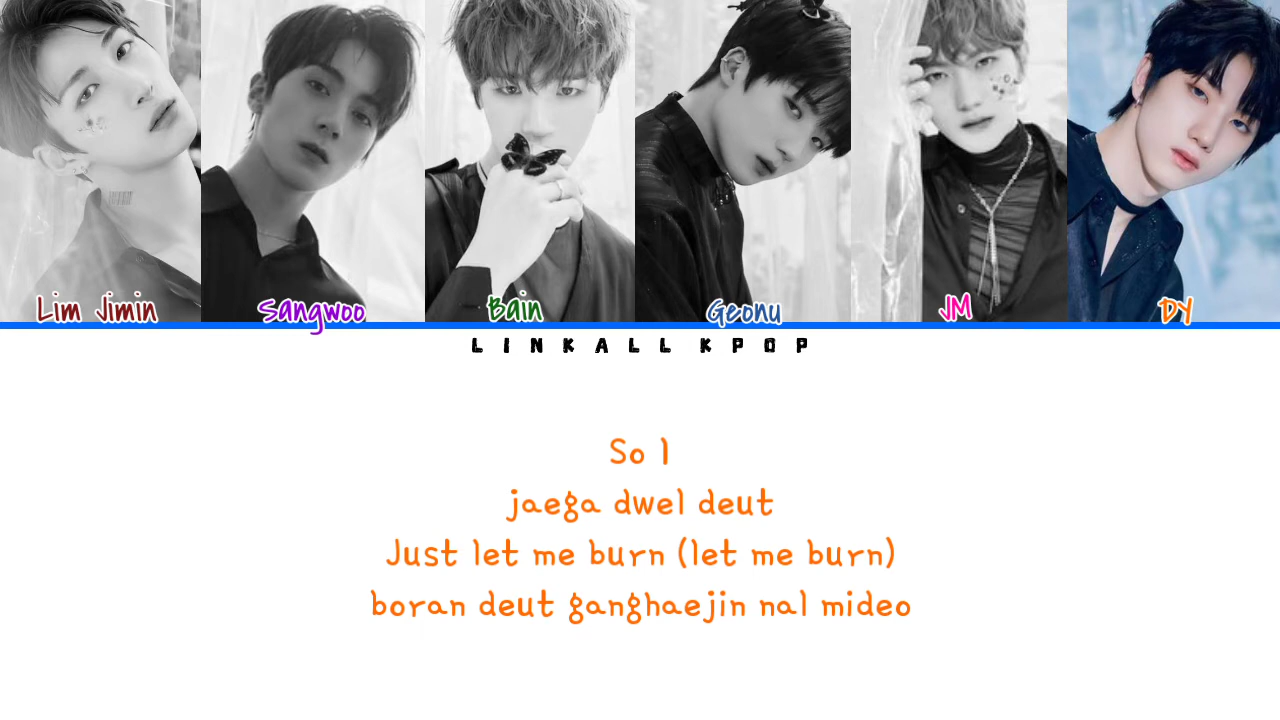 Lim Jimin Sangwoo Bain Geonu JM DY
LINKALL KPOP
So I
jaega dwel deut
Just let me burn (let me burn)
boran deut ganghaejin nal mideo